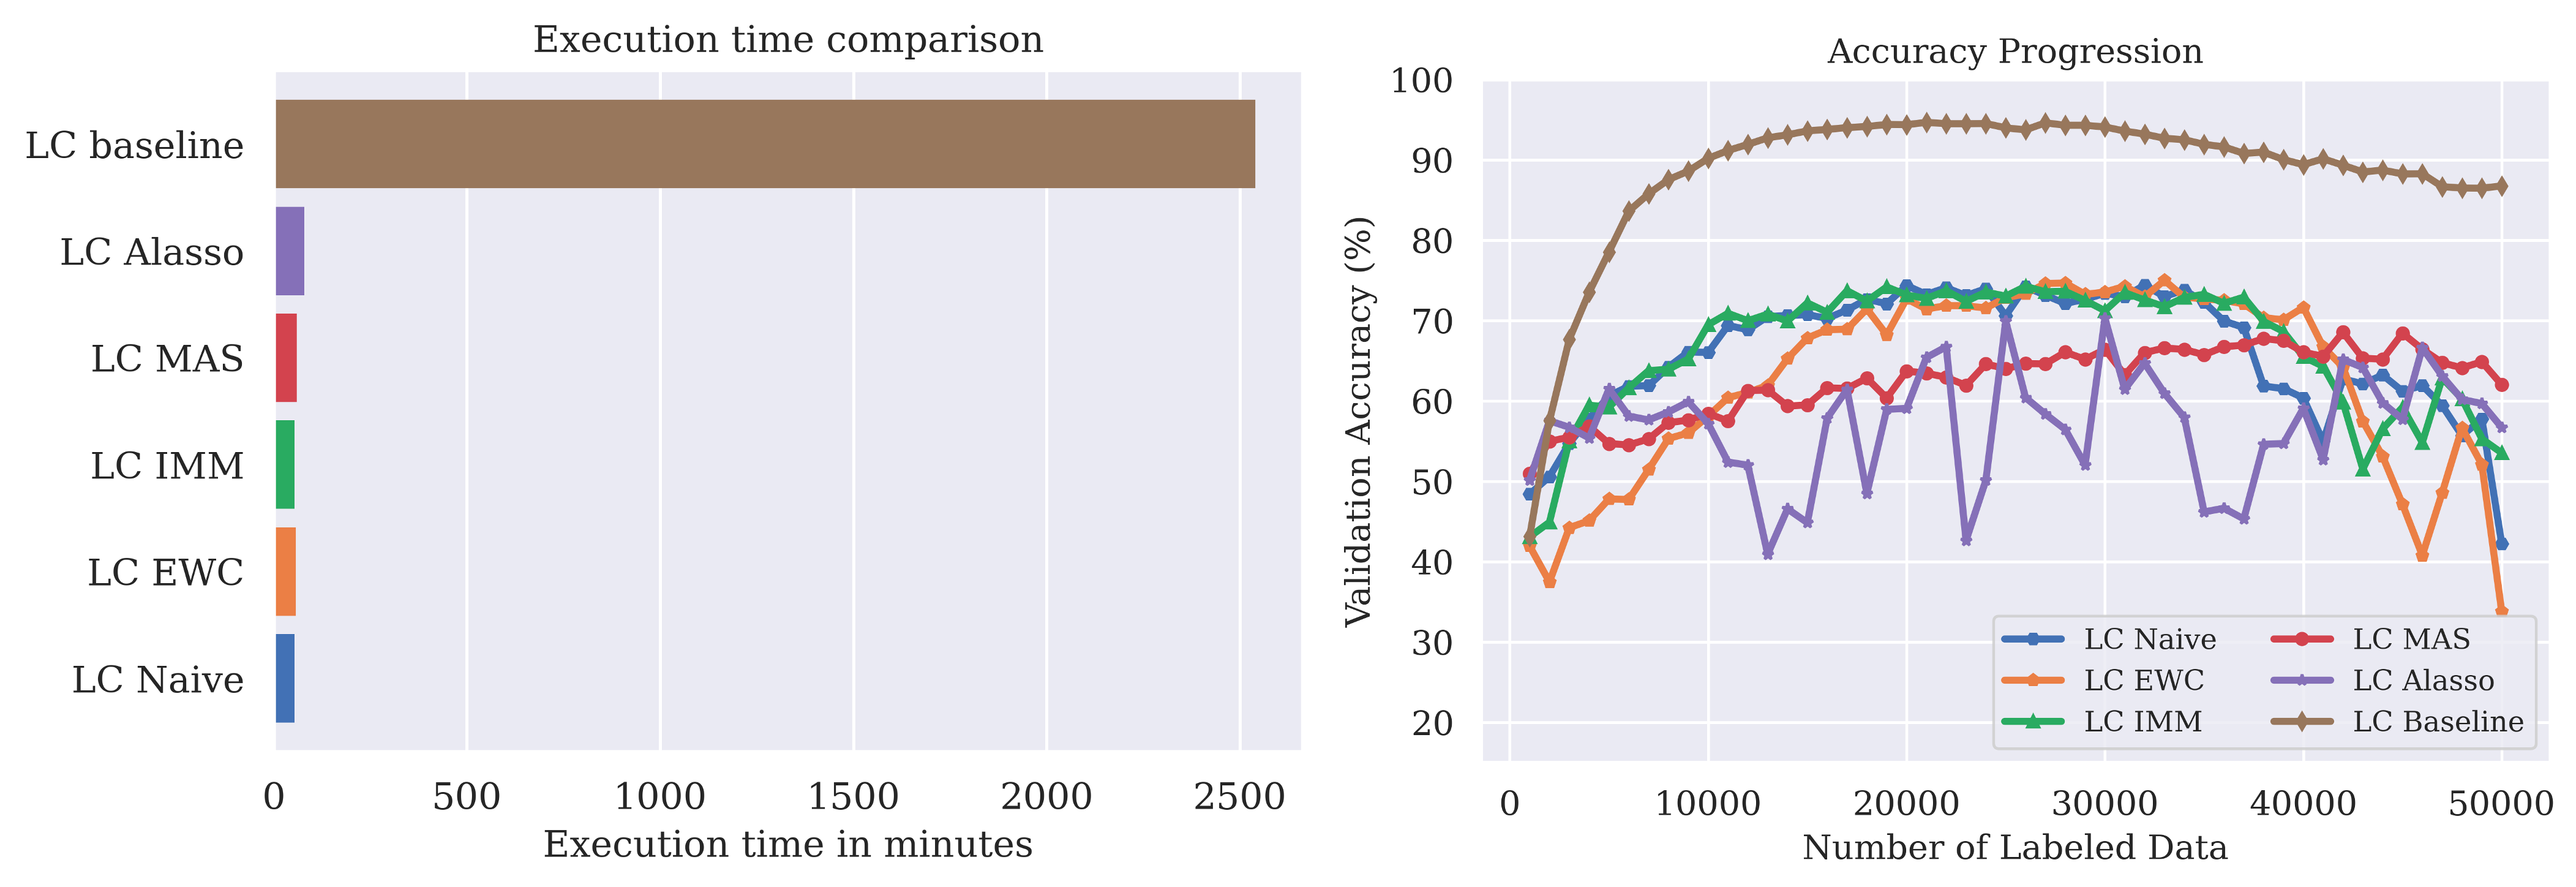 Execution time comparison
LC baseline
LC Alasso
LC MAS
LC IMM
LC EWC
LC Naive
0 500 1000 1500 2000 2500
Execution time in minutes
Accuracy Progression
100
90
80
70
60
50
40
30
20
Validation Accuracy (%)
LC Naive LC MAS
LC EWC LC Alasso
LC IMM LC Baseline
0 10000 20000 30000 40000 50000
Number of Labeled Data